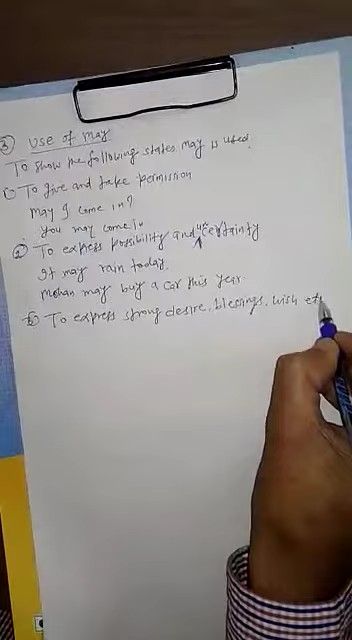 ③ Use of May
To show the following states may is used.
① To give and take permission
May I come in?
You may come in
② To express possibility and uncertainty
It may rain today.
Mohan may buy a car this year.
③ To express strong desire, blessings, wish etc